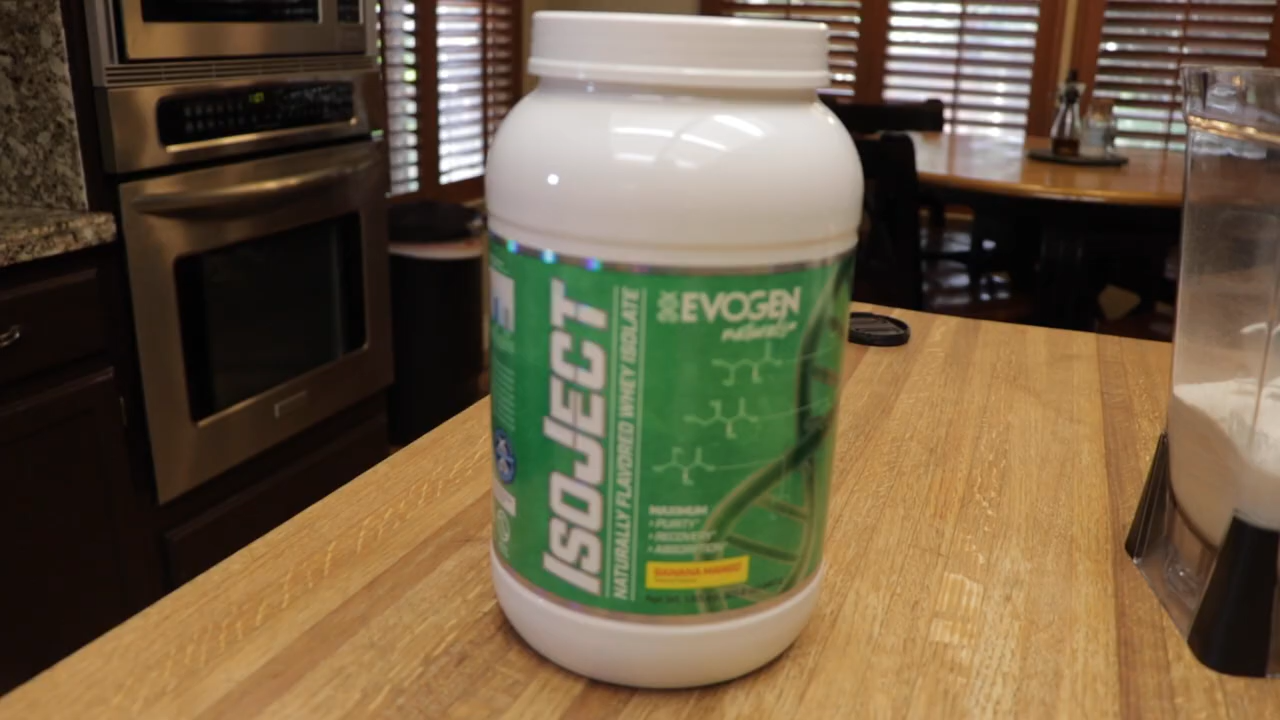 EVOGEN
naturals
ISOJECT
NATURALLY FLAVORED WHEY ISOLATE
MAXIMUM
PURITY
RECOVERY
ABSORPTION
BANANA MANGO